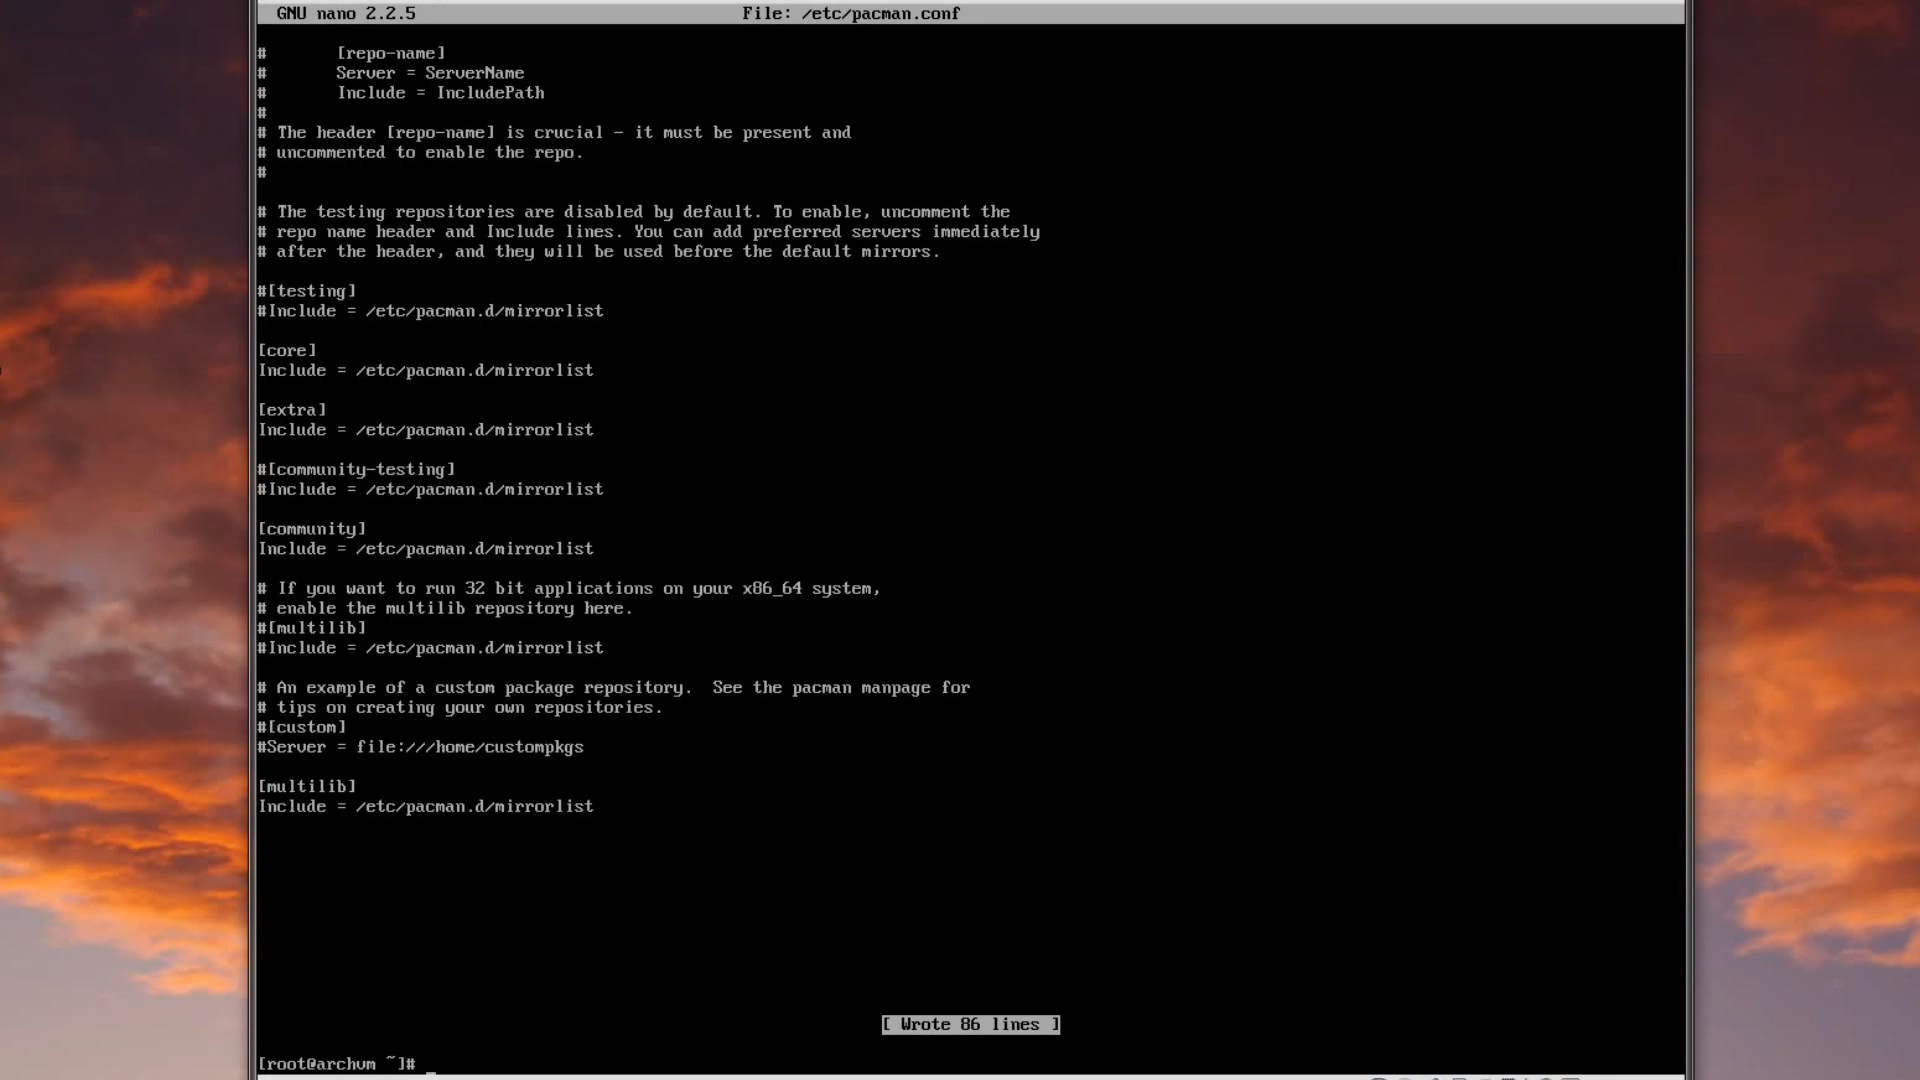 GNU nano 2.2.5 File: /etc/pacman.conf
# [repo-name]
# Server = ServerName
# Include = IncludePath
#
# The header [repo-name] is crucial - it must be present and
# uncommented to enable the repo.
#
# The testing repositories are disabled by default. To enable, uncomment the
# repo name header and Include lines. You can add preferred servers immediately
# after the header, and they will be used before the default mirrors.
#[testing]
#Include = /etc/pacman.d/mirrorlist
[core]
Include = /etc/pacman.d/mirrorlist
[extra]
Include = /etc/pacman.d/mirrorlist
#[community-testing]
#Include = /etc/pacman.d/mirrorlist
[community]
Include = /etc/pacman.d/mirrorlist
# If you want to run 32 bit applications on your x86_64 system,
# enable the multilib repository here.
#[multilib]
#Include = /etc/pacman.d/mirrorlist
# An example of a custom package repository.  See the pacman manpage for
# tips on creating your own repositories.
#[custom]
#Server = file:///home/custompkgs
[multilib]
Include = /etc/pacman.d/mirrorlist
[ Wrote 86 lines ]
[root@archvm ~]# _